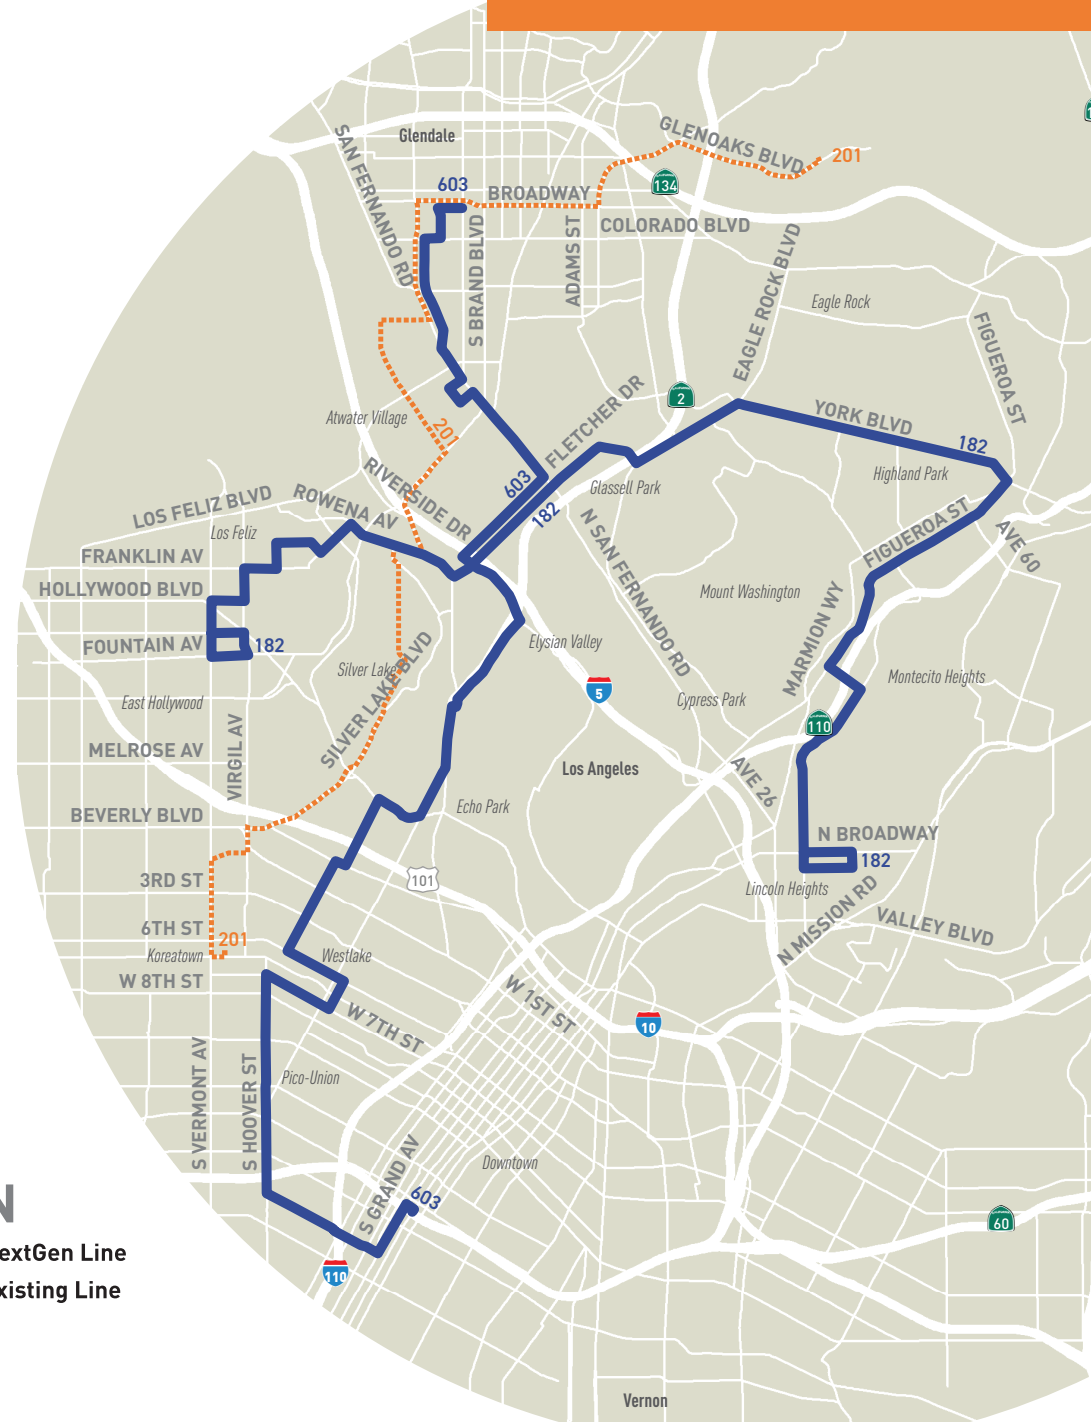 Glendale
SAN FERNANDO RD
GLENOAKS BLVD
201
134
603
BROADWAY
COLORADO BLVD
S BRAND BLVD
ADAMS ST
EAGLE ROCK BLVD
Eagle Rock
FIGUEROA ST
2
FLETCHER DR
YORK BLVD
182
Atwater Village
201
Highland Park
RIVERSIDE DR
603
182
Glassell Park
LOS FELIZ BLVD
ROWENA AV
Los Feliz
FIGUEROA ST
AVE 60
FRANKLIN AV
N SAN FERNANDO RD
HOLLYWOOD BLVD
Mount Washington
MARMION WY
FOUNTAIN AV
182
Elysian Valley
Silver Lake
SILVER LAKE BLVD
Montecito Heights
5
Cypress Park
East Hollywood
110
VIRGIL AV
MELROSE AV
Los Angeles
AVE 26
Echo Park
BEVERLY BLVD
N BROADWAY
182
101
3RD ST
Lincoln Heights
N MISSION RD
VALLEY BLVD
6TH ST
201
Koreatown
Westlake
W 8TH ST
W 1ST ST
W 7TH ST
10
S VERMONT AV
S HOOVER ST
Pico-Union
S GRAND AV
Downtown
603
60
N
extGen Line
110
xisting Line
Vernon